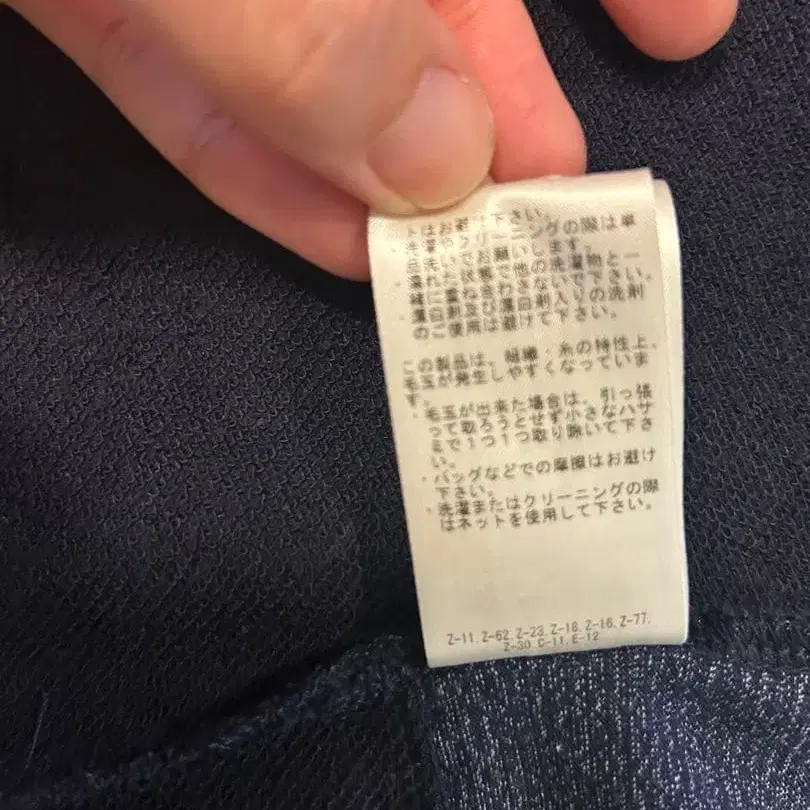 トはお避け下さい。
・洗濯やクリーニングの際は単
品洗いでお願いします。
・濡れた状態で他の洗濯物と一
緒に重ね合わさないで下さい。
・漂白剤及び漂白剤入りの洗剤
のご使用は避けて下さい。
この製品は、組織・糸の特性上、
毛玉が発生しやすくなっていま
す。
・毛玉が出来た場合は、引っ張
って取ろうとせず小さなハサ
ミで1つ1つ取り除いて下さ
い。
・バッグなどでの摩擦はお避け
下さい。
・洗濯またはクリーニングの際
はネットを使用して下さい。
Z-11.Z-62.Z-23.Z-18.Z-16.Z-77.
Z-30.C-11.E-12